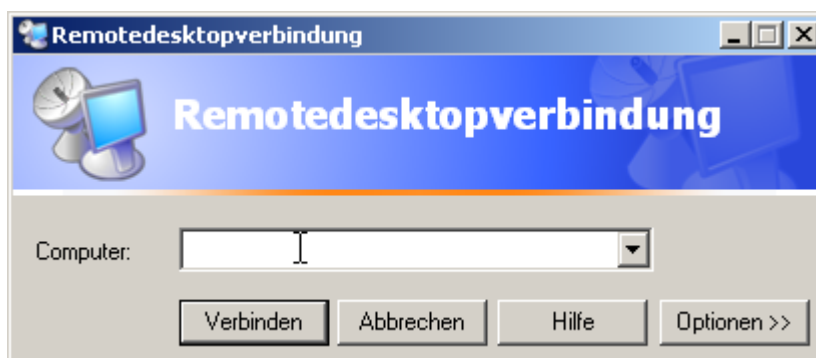 Remotedesktopverbindung
Remotedesktopverbindung
Computer:
Verbinden Abbrechen Hilfe Optionen >>